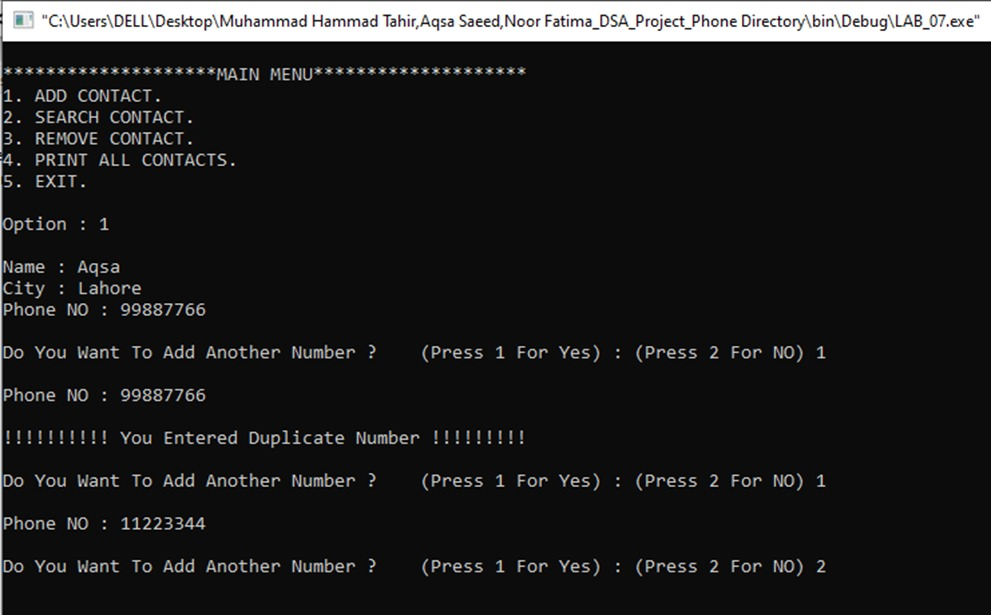 "C:\Users\DELL\Desktop\Muhammad Hammad Tahir,Aqsa Saeed,Noor Fatima_DSA_Project_Phone Directory\bin\Debug\LAB_07.exe"
********************MAIN MENU********************
1. ADD CONTACT.
2. SEARCH CONTACT.
3. REMOVE CONTACT.
4. PRINT ALL CONTACTS.
5. EXIT.
Option : 1
Name : Aqsa
City : Lahore
Phone NO : 99887766
Do You Want To Add Another Number ?    (Press 1 For Yes) : (Press 2 For NO) 1
Phone NO : 99887766
!!!!!!!!!! You Entered Duplicate Number !!!!!!!!!
Do You Want To Add Another Number ?    (Press 1 For Yes) : (Press 2 For NO) 1
Phone NO : 11223344
Do You Want To Add Another Number ?    (Press 1 For Yes) : (Press 2 For NO) 2